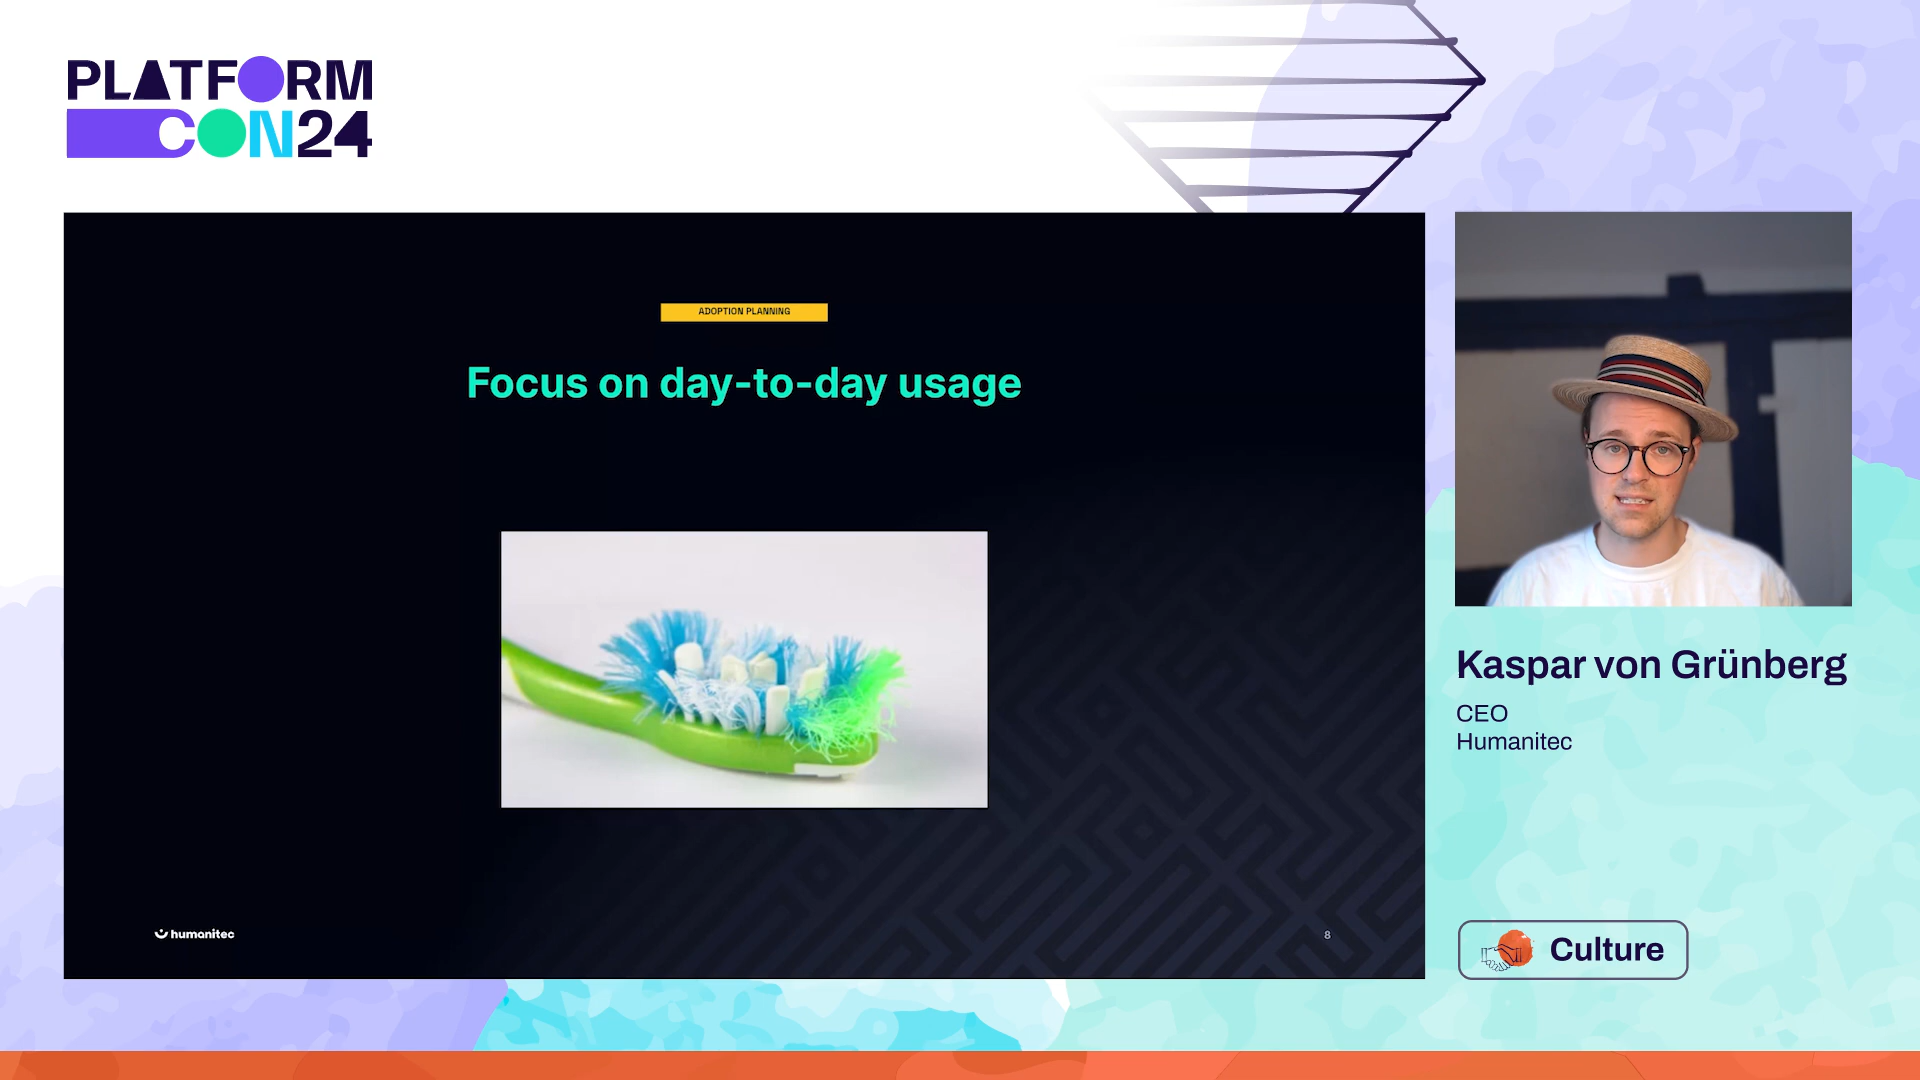 PLATFORM
CON24
ADOPTION PLANNING
Focus on day-to-day usage
humanitec
8
Kaspar von Grünberg
CEO
Humanitec
Culture